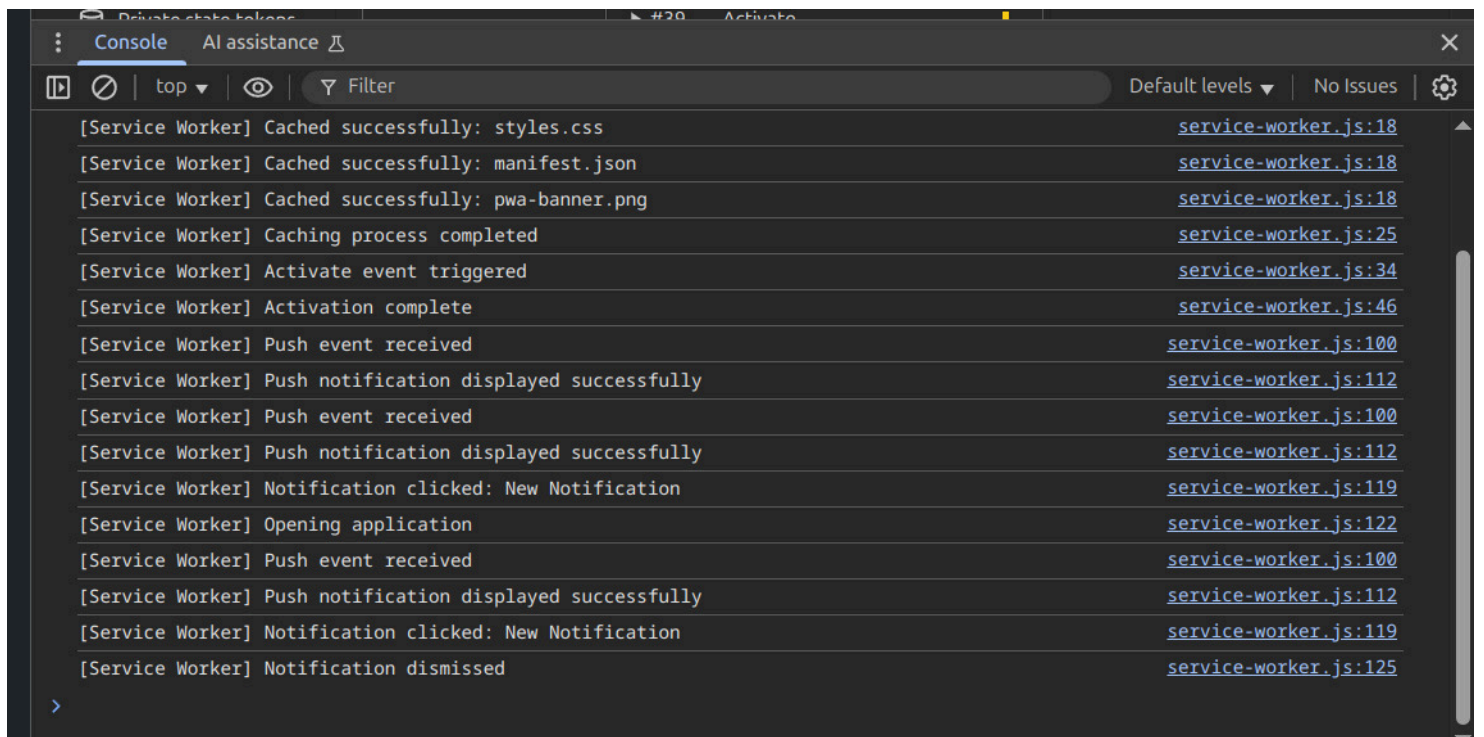 Private state tokens
▶ #39 Activate
Console AI assistance
top ▼ Filter Default levels ▼ No Issues
[Service Worker] Cached successfully: styles.css service-worker.js:18
[Service Worker] Cached successfully: manifest.json service-worker.js:18
[Service Worker] Cached successfully: pwa-banner.png service-worker.js:18
[Service Worker] Caching process completed service-worker.js:25
[Service Worker] Activate event triggered service-worker.js:34
[Service Worker] Activation complete service-worker.js:46
[Service Worker] Push event received service-worker.js:100
[Service Worker] Push notification displayed successfully service-worker.js:112
[Service Worker] Push event received service-worker.js:100
[Service Worker] Push notification displayed successfully service-worker.js:112
[Service Worker] Notification clicked: New Notification service-worker.js:119
[Service Worker] Opening application service-worker.js:122
[Service Worker] Push event received service-worker.js:100
[Service Worker] Push notification displayed successfully service-worker.js:112
[Service Worker] Notification clicked: New Notification service-worker.js:119
[Service Worker] Notification dismissed service-worker.js:125